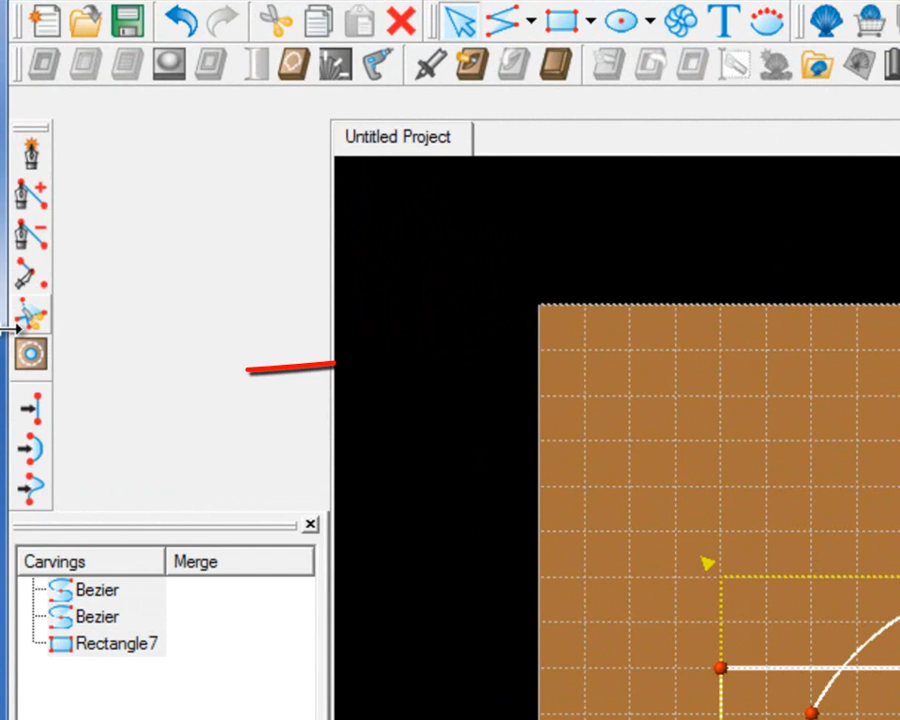 Untitled Project
Carvings Merge
Bezier
Bezier
Rectangle7